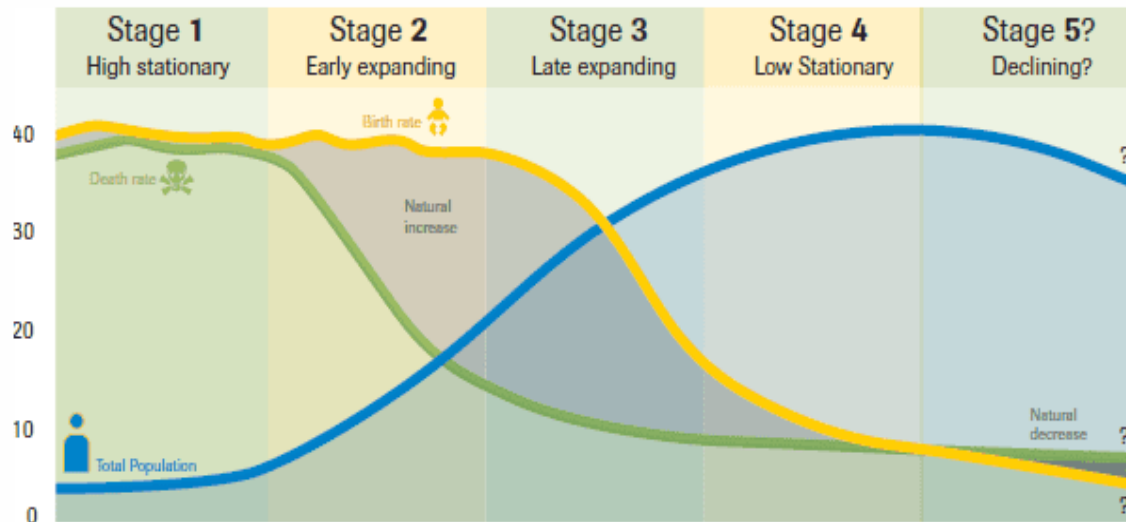 Stage 1
High stationary
Stage 2
Early expanding
Stage 3
Late expanding
Stage 4
Low Stationary
Stage 5?
Declining?
40
30
20
10
0
Birth rate
Death rate
Natural
increase
Total Population
Natural
decrease
?
?
?